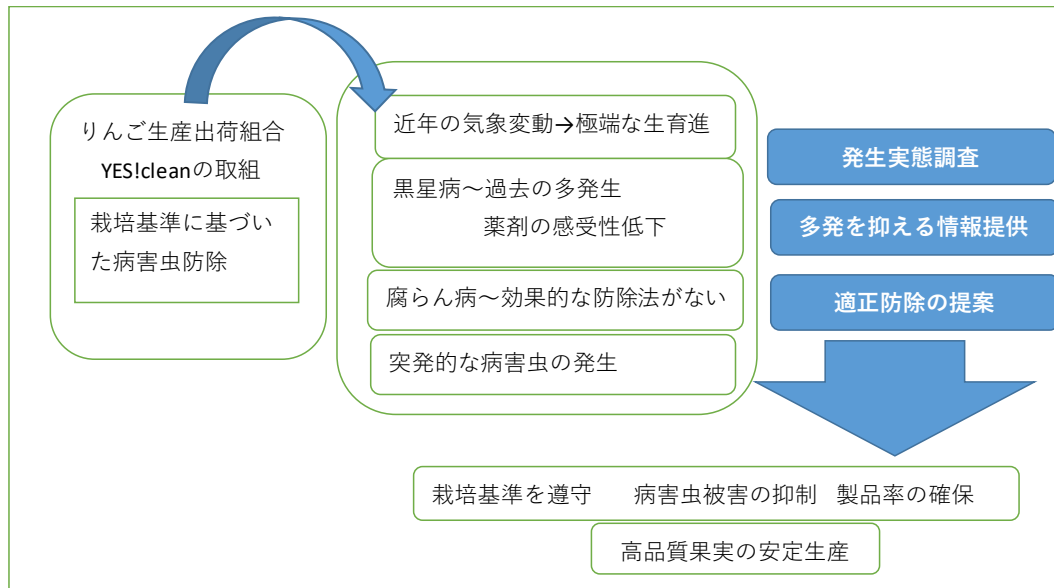 りんご生産出荷組合
YES!cleanの取組
栽培基準に基づい
た病害虫防除
近年の気象変動→極端な生育進
黒星病～過去の多発生
薬剤の感受性低下
腐らん病～効果的な防除法がない
突発的な病害虫の発生
発生実態調査
多発を抑える情報提供
適正防除の提案
栽培基準を遵守　病害虫被害の抑制　製品率の確保
高品質果実の安定生産